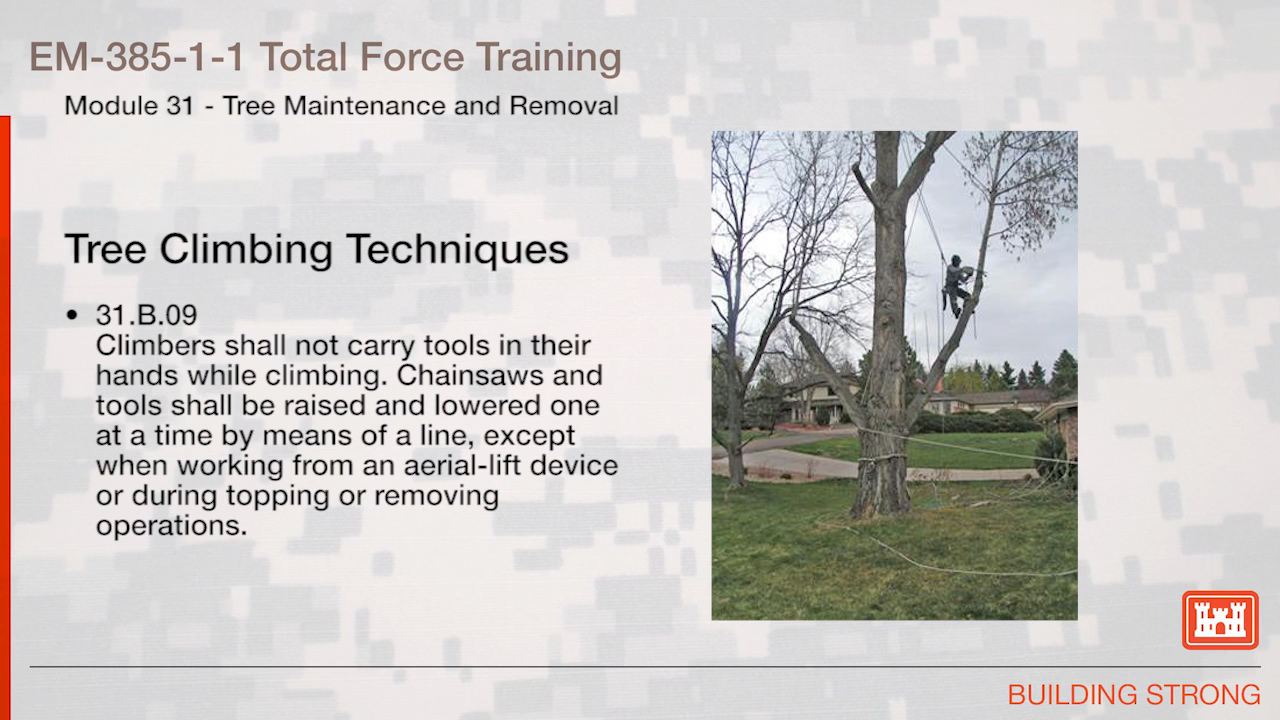 EM-385-1-1 Total Force Training
Module 31 - Tree Maintenance and Removal
Tree Climbing Techniques
• 31.B.09
Climbers shall not carry tools in their
hands while climbing. Chainsaws and
tools shall be raised and lowered one
at a time by means of a line, except
when working from an aerial-lift device
or during topping or removing
operations.
BUILDING STRONG